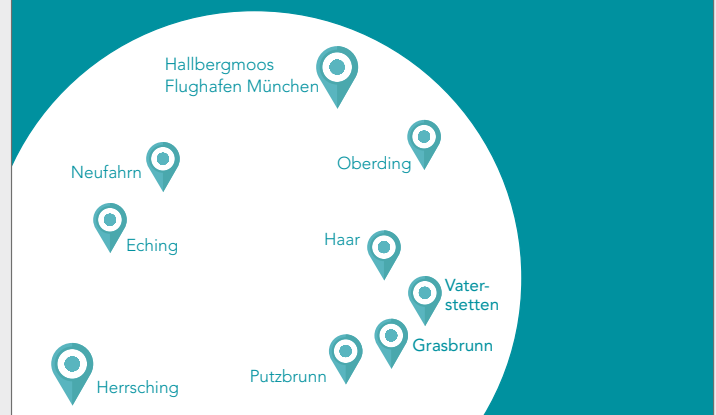 Hallbergmoos
Flughafen München
Oberding
Neufahrn
Eching
Haar
Vater-
stetten
Grasbrunn
Putzbrunn
Herrsching